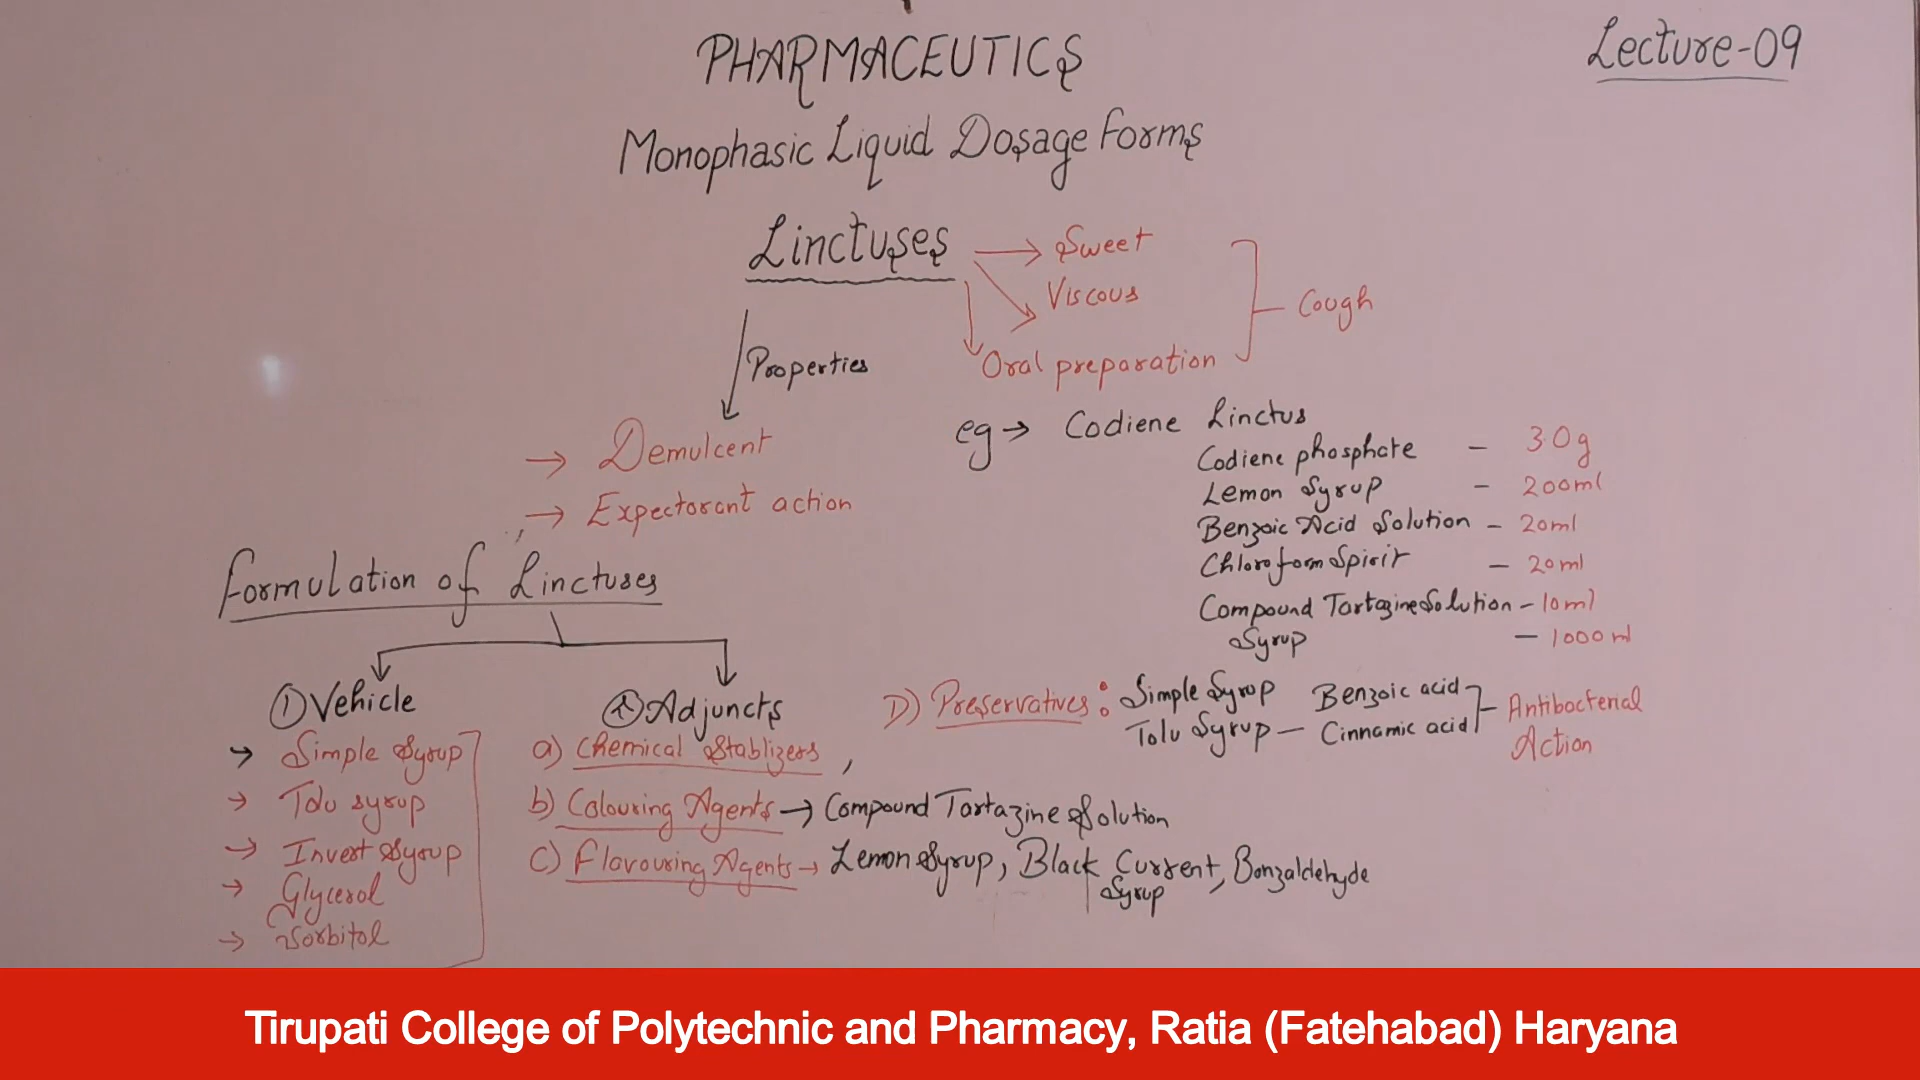 PHARMACEUTICS
Lecture-09
Monophasic Liquid Dosage Forms
Linctuses → Sweet
Viscous
Oral preparation
Cough
Properties
→ Demulcent
→ Expectorant action
eg → Codiene Linctus
Codiene phosphate - 3.0g
Lemon Syrup - 200ml
Benzoic Acid Solution - 20ml
Chloroform Spirit - 20ml
Compound Tartazine Solution - 10ml
Syrup - 1000 ml
Formulation of Linctuses
① Vehicle
→ Simple Syrup
→ Tolu syrup
→ Invert Syrup
→ Glycerol
→ Sorbitol
② Adjuncts
a) Chemical Stablizers,
b) Colouring Agents → Compound Tartazine Solution
c) Flavouring Agents → Lemon Syrup, Black Current Syrup, Benzaldehyde
D) Preservatives: Simple Syrup Benzoic acid
Tolu Syrup - Cinnamic acid
Antibacterial
Action
Tirupati College of Polytechnic and Pharmacy, Ratia (Fatehabad) Haryana